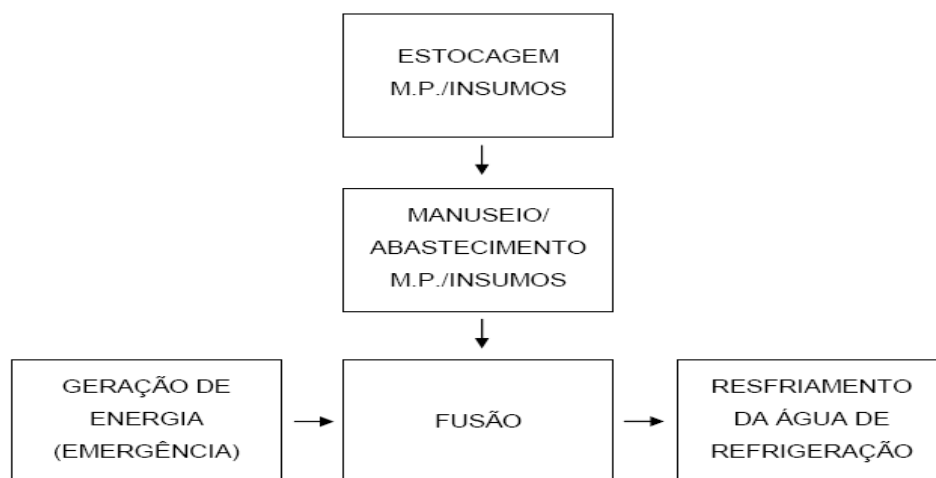 ESTOCAGEM
M.P./INSUMOS
MANUSEIO/
ABASTECIMENTO
M.P./INSUMOS
GERAÇÃO DE
ENERGIA
(EMERGÊNCIA)
FUSÃO
RESFRIAMENTO
DA ÁGUA DE
REFRIGERAÇÃO